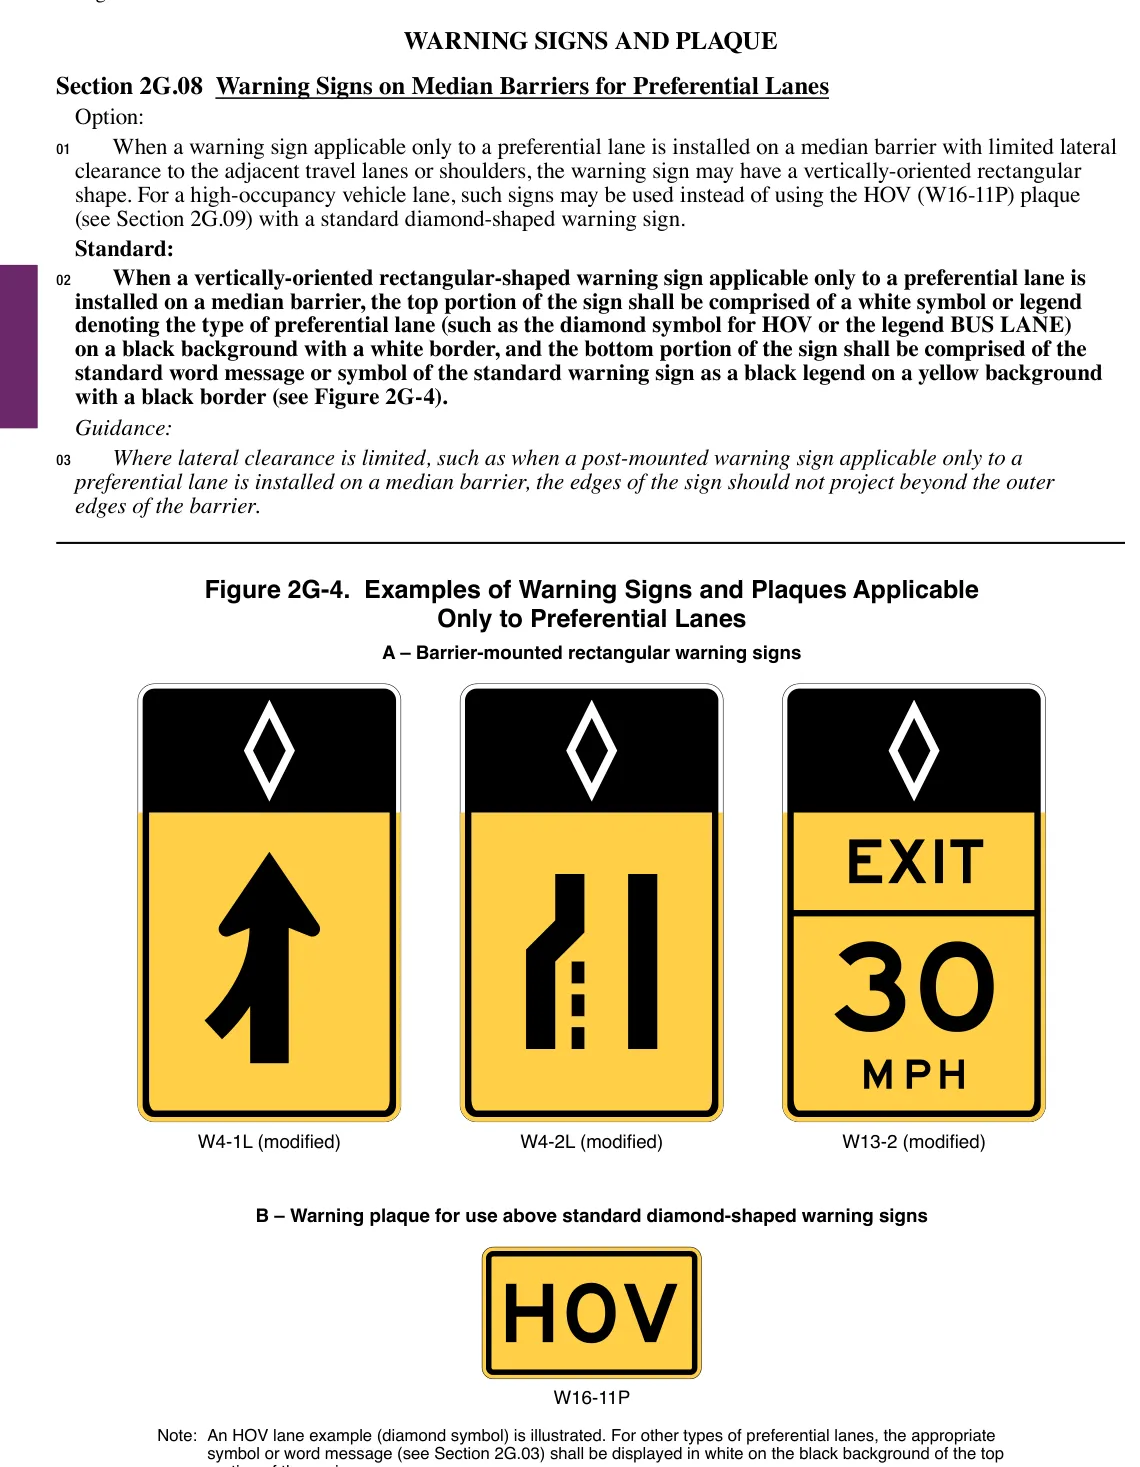 WARNING SIGNS AND PLAQUE
Section 2G.08 Warning Signs on Median Barriers for Preferential Lanes
Option:
01 When a warning sign applicable only to a preferential lane is installed on a median barrier with limited lateral
clearance to the adjacent travel lanes or shoulders, the warning sign may have a vertically-oriented rectangular
shape. For a high-occupancy vehicle lane, such signs may be used instead of using the HOV (W16-11P) plaque
(see Section 2G.09) with a standard diamond-shaped warning sign.
Standard:
02 When a vertically-oriented rectangular-shaped warning sign applicable only to a preferential lane is
installed on a median barrier, the top portion of the sign shall be comprised of a white symbol or legend
denoting the type of preferential lane (such as the diamond symbol for HOV or the legend BUS LANE)
on a black background with a white border, and the bottom portion of the sign shall be comprised of the
standard word message or symbol of the standard warning sign as a black legend on a yellow background
with a black border (see Figure 2G-4).
Guidance:
03 Where lateral clearance is limited, such as when a post-mounted warning sign applicable only to a
preferential lane is installed on a median barrier, the edges of the sign should not project beyond the outer
edges of the barrier.
Figure 2G-4. Examples of Warning Signs and Plaques Applicable
Only to Preferential Lanes
A – Barrier-mounted rectangular warning signs
EXIT
30
MPH
W4-1L (modified)
W4-2L (modified)
W13-2 (modified)
B – Warning plaque for use above standard diamond-shaped warning signs
HOV
W16-11P
Note: An HOV lane example (diamond symbol) is illustrated. For other types of preferential lanes, the appropriate
symbol or word message (see Section 2G.03) shall be displayed in white on the black background of the top